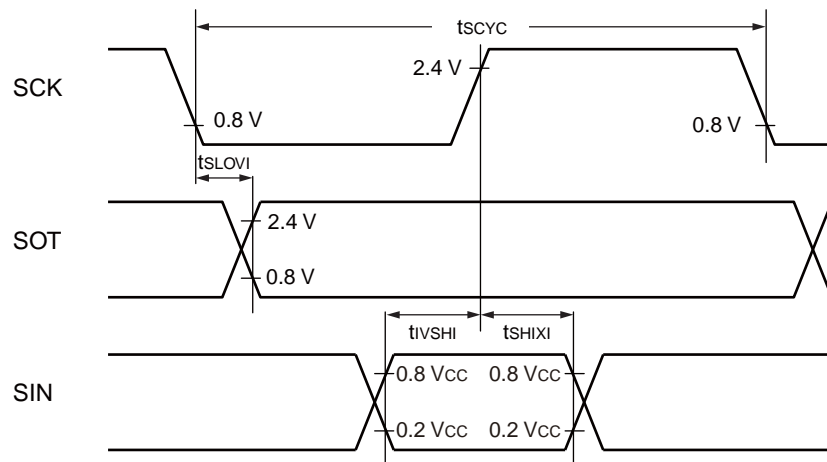 tSCYC
SCK
2.4 V
0.8 V
0.8 V
tSLOVI
SOT
2.4 V
0.8 V
tIVSHI
tSHIXI
SIN
0.8 VCC
0.8 VCC
0.2 VCC
0.2 VCC